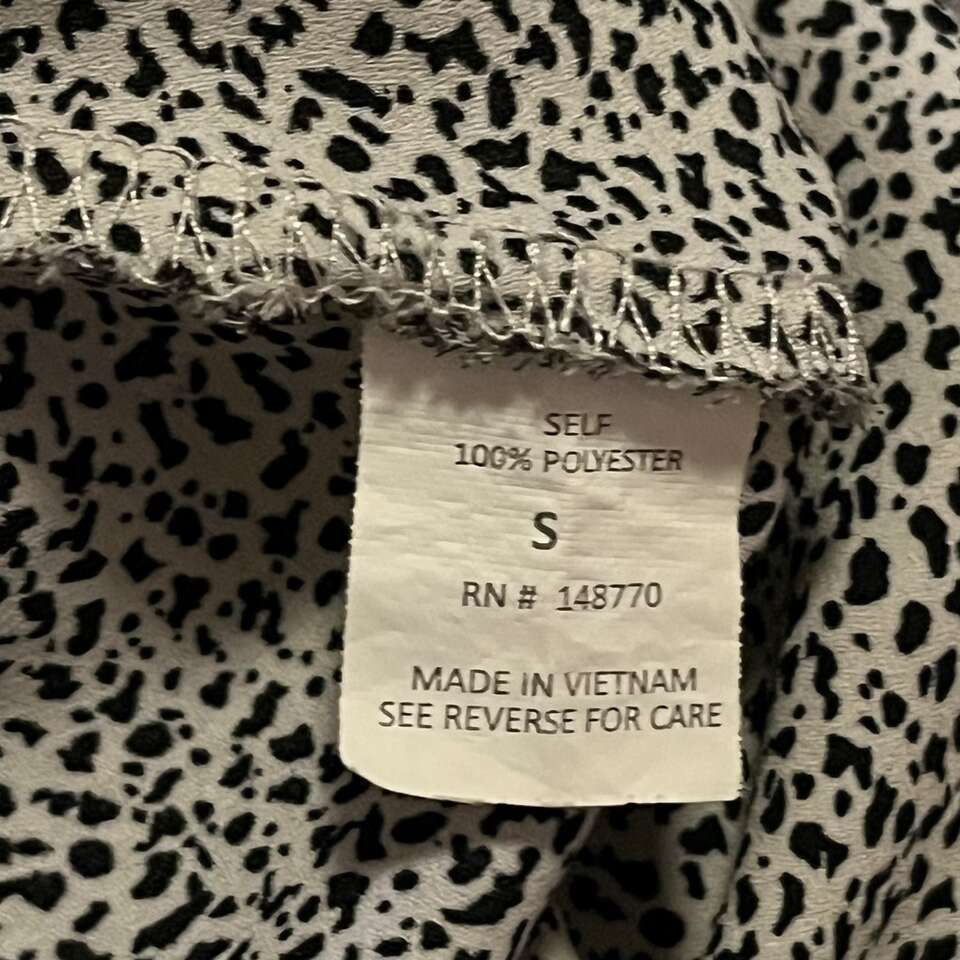 SELF
100% POLYESTER
S
RN # 148770
MADE IN VIETNAM
SEE REVERSE FOR CARE